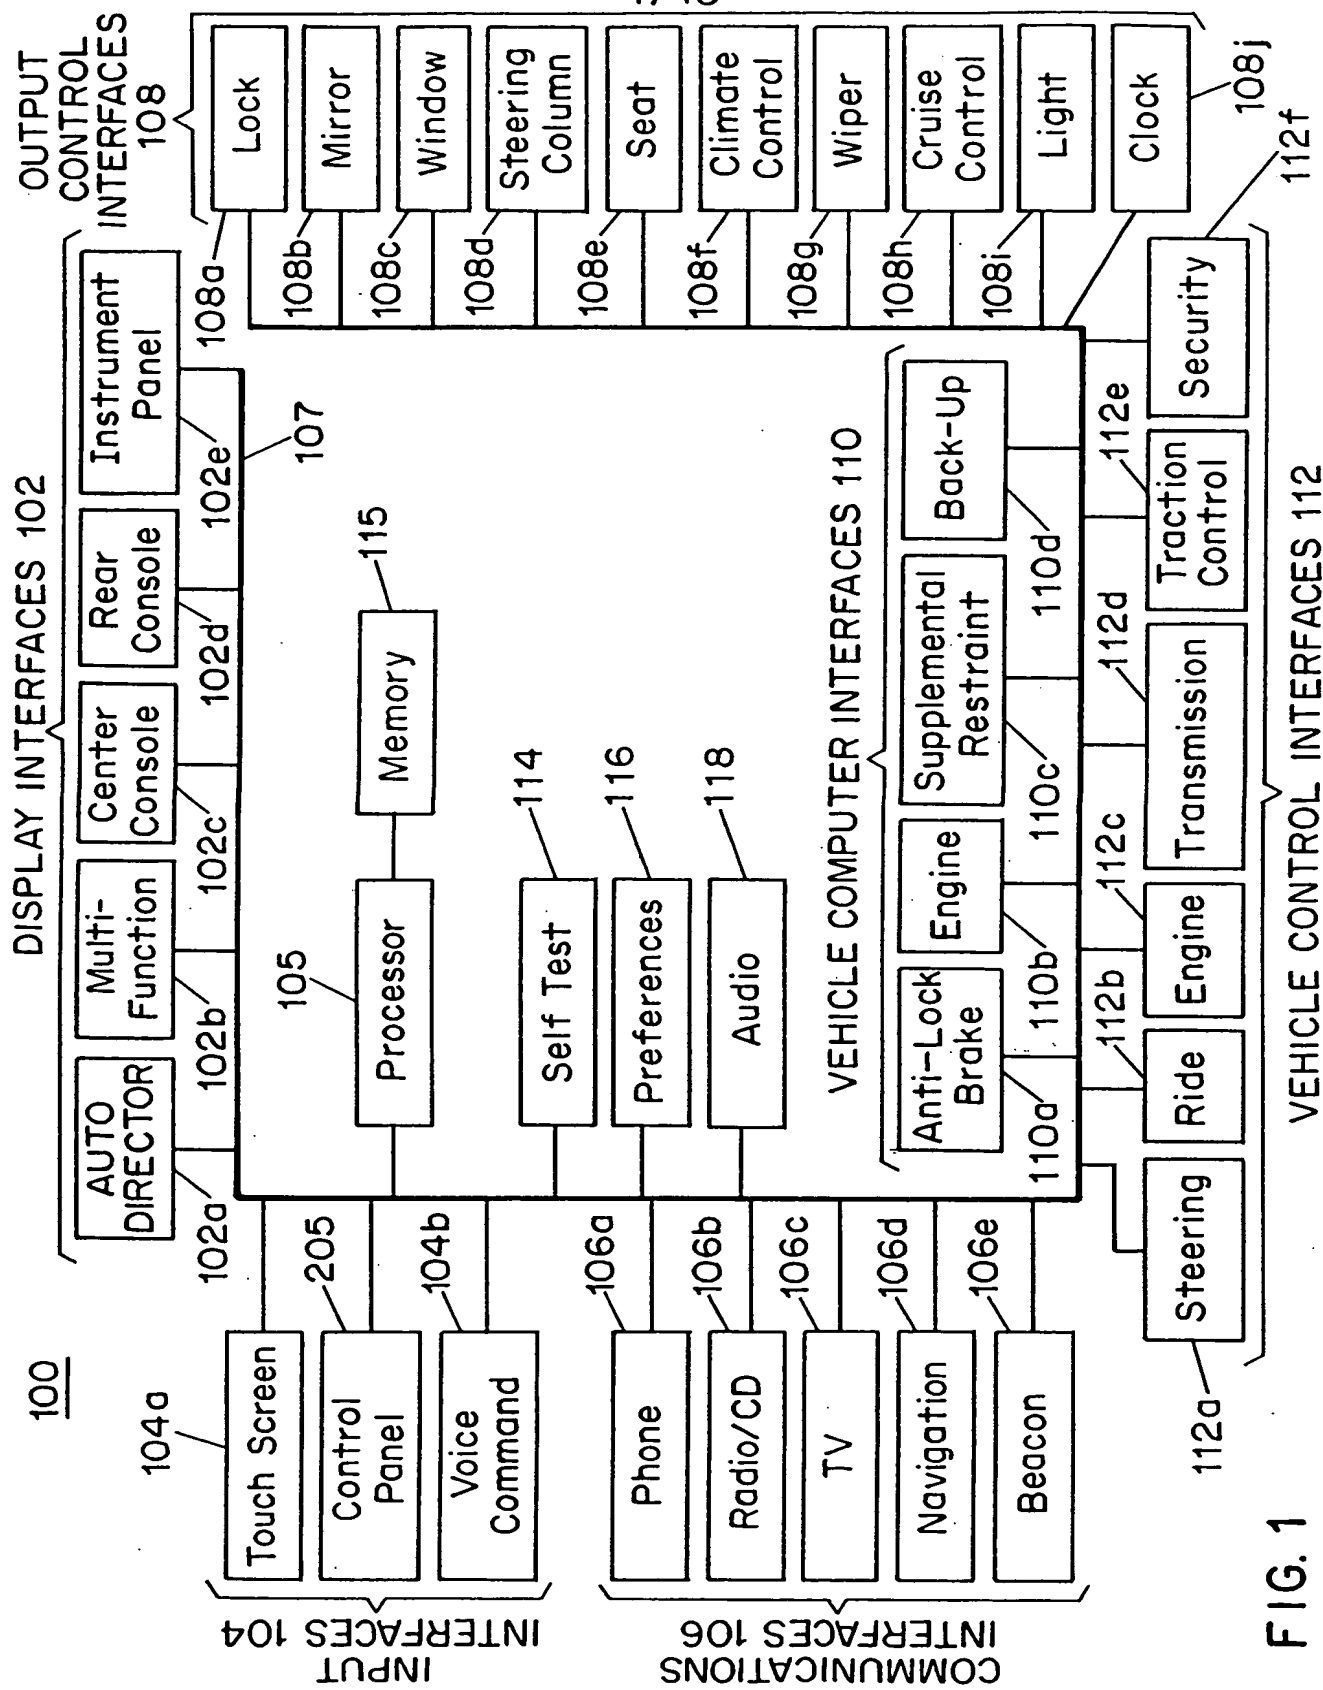 100
DISPLAY INTERFACES 102
AUTO
DIRECTOR
Multi-
Function
Center
Console
Rear
Console
Instrument
Panel
102a
102b
102c
102d
102e
107
OUTPUT
CONTROL
INTERFACES
108
Lock
Mirror
Window
Steering
Column
Seat
Climate
Control
Wiper
Cruise
Control
Light
Clock
108a
108b
108c
108d
108e
108f
108g
108h
108i
108j
INPUT
INTERFACES 104
104a
Touch Screen
205
Control
Panel
104b
Voice
Command
COMMUNICATIONS
INTERFACES 106
Phone
Radio/CD
TV
Navigation
Beacon
106a
106b
106c
106d
106e
105
Processor
115
Memory
114
Self Test
116
Preferences
118
Audio
VEHICLE COMPUTER INTERFACES 110
Anti-Lock
Brake
Engine
Supplemental
Restraint
Back-Up
110a
110b
110c
110d
112a
112b
112c
112d
112e
112f
Steering
Ride
Engine
Transmission
Traction
Control
Security
VEHICLE CONTROL INTERFACES 112
FIG. 1